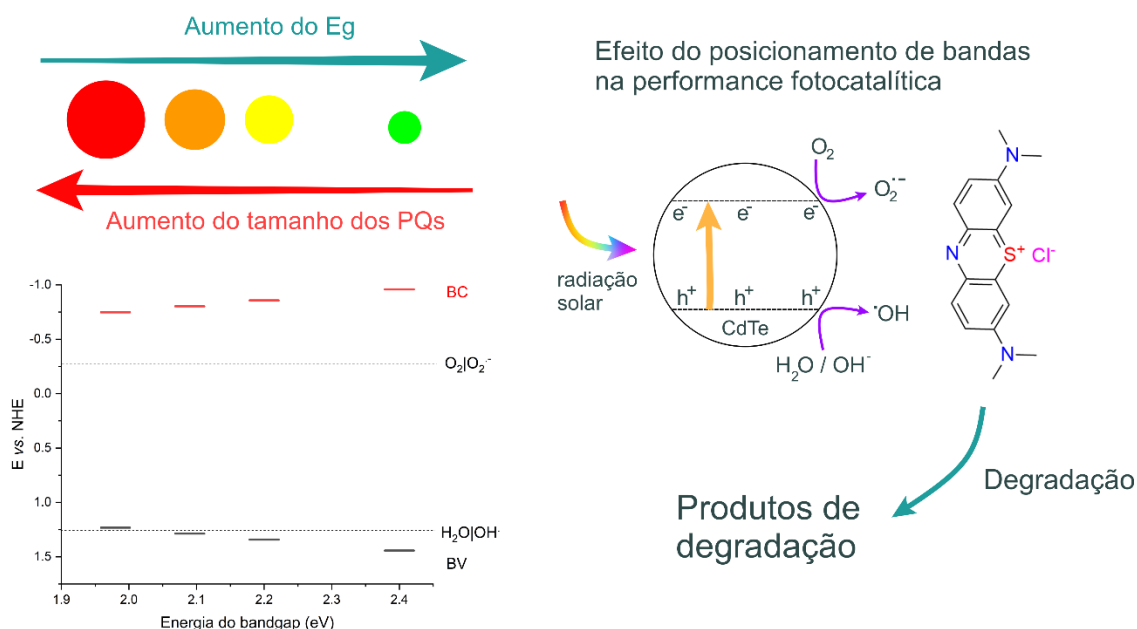 Aumento do Eg
Aumento do tamanho dos PQs
E vs. NHE
-1.0
-0.5
0.0
0.5
1.0
1.5
BC
O₂|O₂·⁻
H₂O|OH·
BV
1.9 2.0 2.1 2.2 2.3 2.4
Energia do bandgap (eV)
Efeito do posicionamento de bandas
na performance fotocatalítica
radiação
solar
O₂
O₂·⁻
e⁻ e⁻ e⁻
h⁺ h⁺ h⁺
CdTe
·OH
H₂O / OH⁻
N
N
S⁺ Cl⁻
N
Degradação
Produtos de
degradação